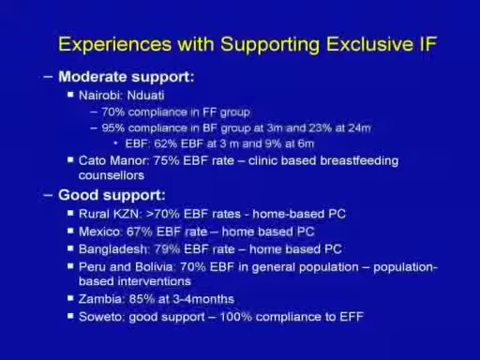 Experiences with Supporting Exclusive IF
– Moderate support:
▪ Nairobi: Nduati
– 70% compliance in FF group
– 95% compliance in BF group at 3m and 23% at 24m
• EBF: 62% EBF at 3 m and 9% at 6m
▪ Cato Manor: 75% EBF rate – clinic based breastfeeding
counsellors
– Good support:
▪ Rural KZN: >70% EBF rates - home-based PC
▪ Mexico: 67% EBF rate – home based PC
▪ Bangladesh: 79% EBF rate – home based PC
▪ Peru and Bolivia: 70% EBF in general population – population-
based interventions
▪ Zambia: 85% at 3-4months
▪ Soweto: good support – 100% compliance to EFF